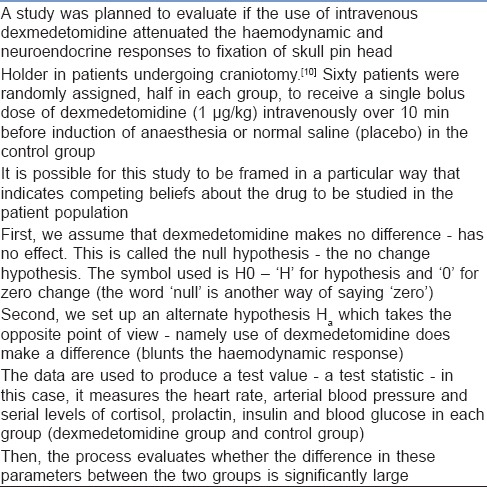 A study was planned to evaluate if the use of intravenous
dexmedetomidine attenuated the haemodynamic and
neuroendocrine responses to fixation of skull pin head
Holder in patients undergoing craniotomy.[10] Sixty patients were
randomly assigned, half in each group, to receive a single bolus
dose of dexmedetomidine (1 µg/kg) intravenously over 10 min
before induction of anaesthesia or normal saline (placebo) in the
control group
It is possible for this study to be framed in a particular way that
indicates competing beliefs about the drug to be studied in the
patient population
First, we assume that dexmedetomidine makes no difference - has
no effect. This is called the null hypothesis - the no change
hypothesis. The symbol used is H0 – ‘H’ for hypothesis and ‘0’ for
zero change (the word ‘null’ is another way of saying ‘zero’)
Second, we set up an alternate hypothesis Ha which takes the
opposite point of view - namely use of dexmedetomidine does
make a difference (blunts the haemodynamic response)
The data are used to produce a test value - a test statistic - in
this case, it measures the heart rate, arterial blood pressure and
serial levels of cortisol, prolactin, insulin and blood glucose in each
group (dexmedetomidine group and control group)
Then, the process evaluates whether the difference in these
parameters between the two groups is significantly large